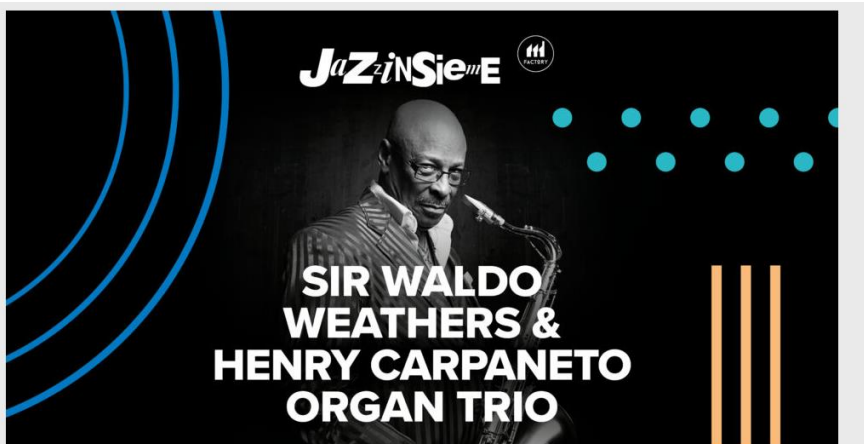 JaZzinSiemE
FACTORY
SIR WALDO
WEATHERS &
HENRY CARPANETO
ORGAN TRIO